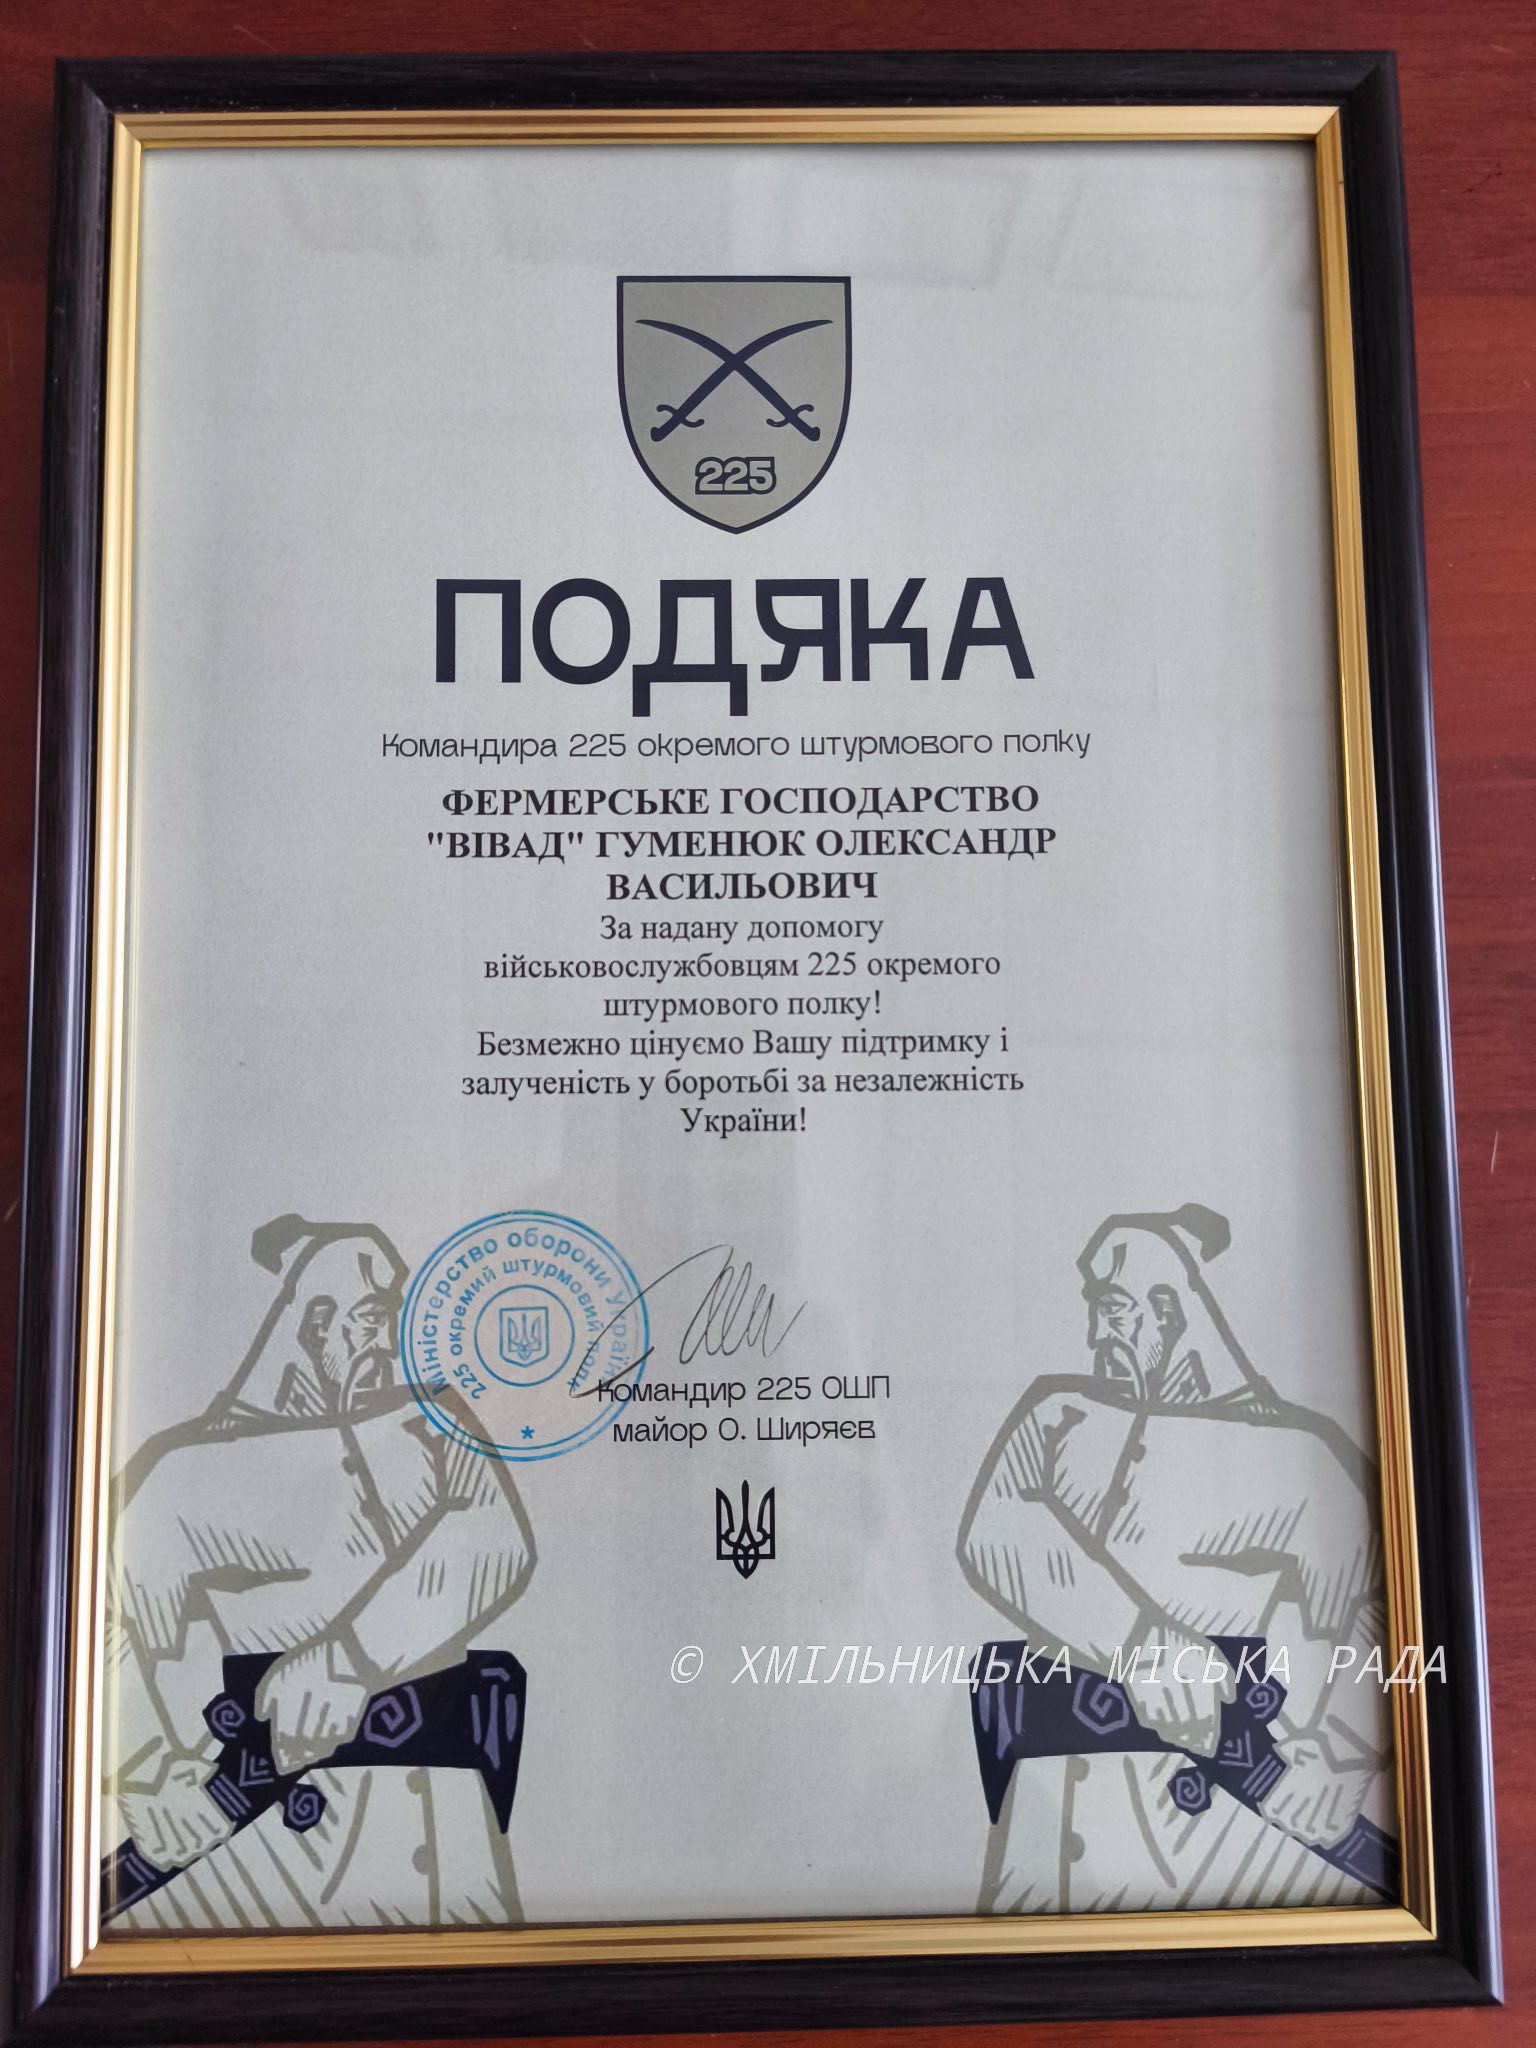 225
ПОДЯКА
Командира 225 окремого штурмового полку
ФЕРМЕРСЬКЕ ГОСПОДАРСТВО
"ВІВАД" ГУМЕНЮК ОЛЕКСАНДР
ВАСИЛЬОВИЧ
За надану допомогу
військовослужбовцям 225 окремого
штурмового полку!
Безмежно цінуємо Вашу підтримку і
залученість у боротьбі за незалежність
України!
Міністерство оборони України
225 окремий штурмовий полк
*
Командир 225 ОШП
майор О. Ширяєв
© ХМІЛЬНИЦЬКА МІСЬКА РАДА